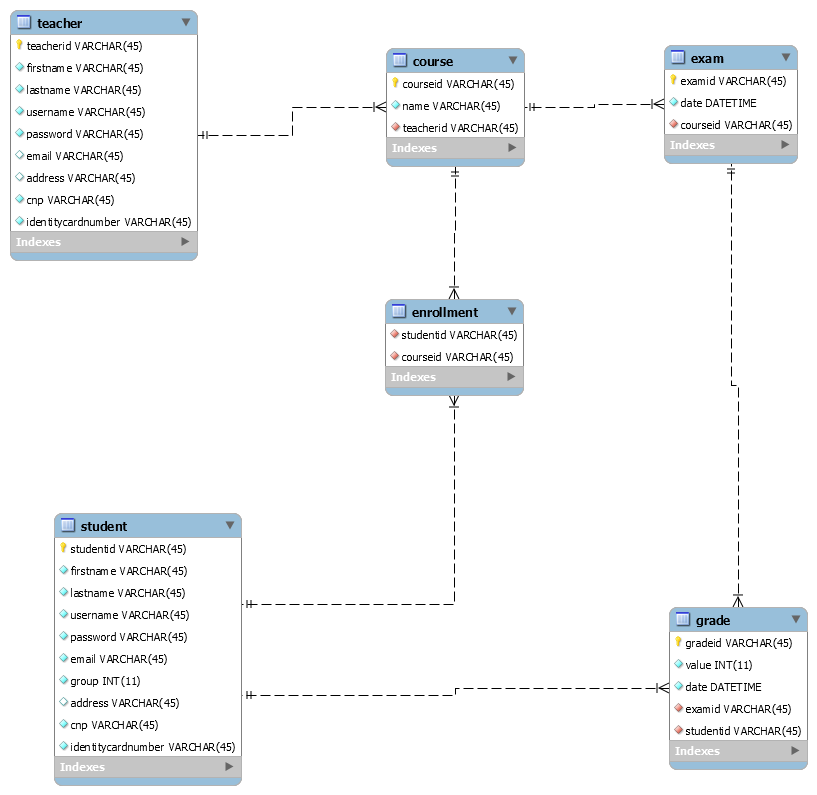 teacher
teacherid VARCHAR(45)
firstname VARCHAR(45)
lastname VARCHAR(45)
username VARCHAR(45)
password VARCHAR(45)
email VARCHAR(45)
address VARCHAR(45)
cnp VARCHAR(45)
identitycardnumber VARCHAR(45)
Indexes
course
courseid VARCHAR(45)
name VARCHAR(45)
teacherid VARCHAR(45)
Indexes
exam
examid VARCHAR(45)
date DATETIME
courseid VARCHAR(45)
Indexes
enrollment
studentid VARCHAR(45)
courseid VARCHAR(45)
Indexes
student
studentid VARCHAR(45)
firstname VARCHAR(45)
lastname VARCHAR(45)
username VARCHAR(45)
password VARCHAR(45)
email VARCHAR(45)
group INT(11)
address VARCHAR(45)
cnp VARCHAR(45)
identitycardnumber VARCHAR(45)
Indexes
grade
gradeid VARCHAR(45)
value INT(11)
date DATETIME
examid VARCHAR(45)
studentid VARCHAR(45)
Indexes